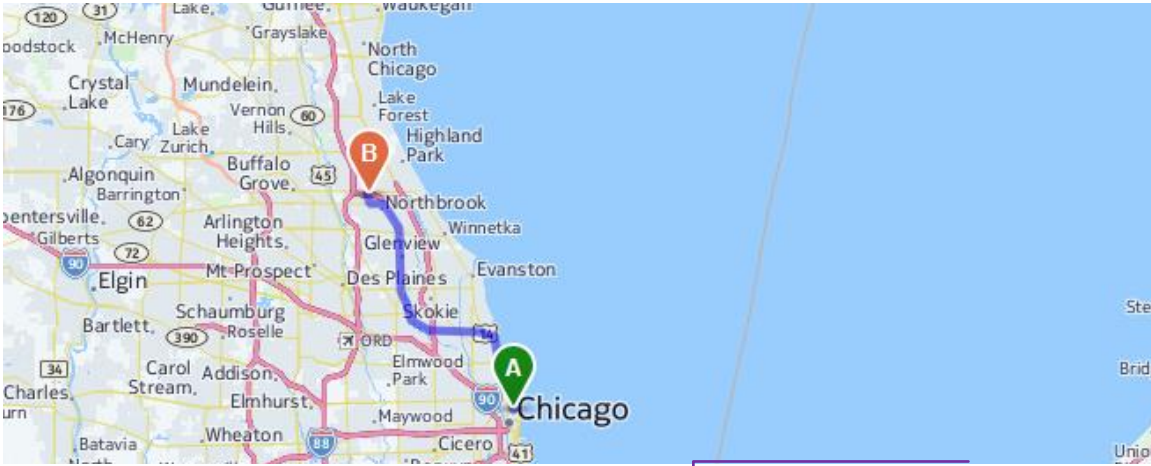 120
31
Lake,
Gurnee,
Waukegan
McHenry
Grayslake
oodstock
North
Chicago
Crystal
Lake
Mundelein,
176
Vernon
Hills,
60
Lake
Forest
Cary
Lake
Zurich,
Highland
Park
B
Buffalo
Grove,
45
Algonquin
Barrington
Northbrook
pentersville,
Gilberts
62
Arlington
Heights,
Winnetka
72
Glenview
90
Elgin
Mt Prospect
Des Plaines
Evanston
Schaumburg
Skokie
Ste
Bartlett,
390
Roselle
14
ORD
34
Carol
Stream,
Addison,
Elmwood
Park
A
Brid
Charles,
urn
Elmhurst,
90
Chicago
Maywood
Batavia
Wheaton
88
Cicero
41
Unio
North